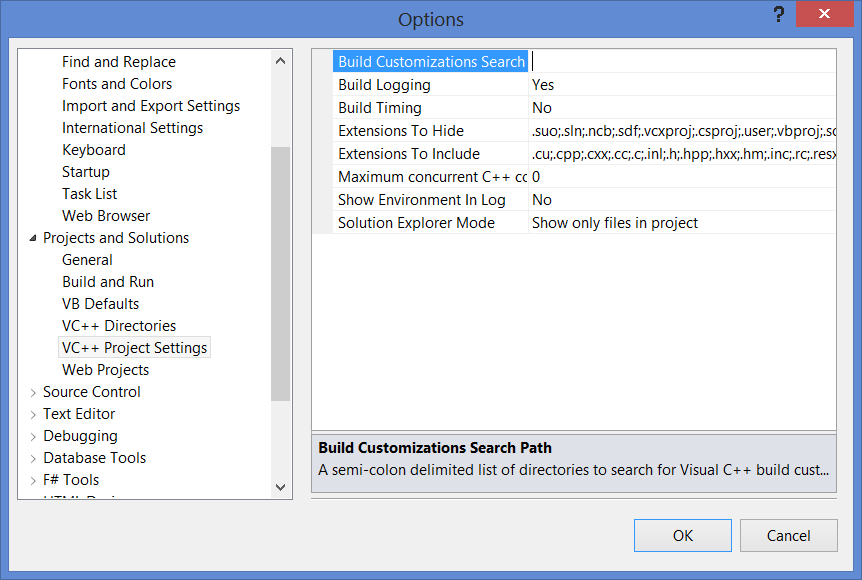 Options
?
Find and Replace
Fonts and Colors
Import and Export Settings
International Settings
Keyboard
Startup
Task List
Web Browser
Projects and Solutions
General
Build and Run
VB Defaults
VC++ Directories
VC++ Project Settings
Web Projects
Source Control
Text Editor
Debugging
Database Tools
F# Tools
Build Customizations Search
Build Logging Yes
Build Timing No
Extensions To Hide .suo;.sln;.ncb;.sdf;.vcxproj;.csproj;.user;.vbproj;.sc
Extensions To Include .cu;.cpp;.cxx;.cc;.c;.inl;.h;.hpp;.hxx;.hm;.inc;.rc;.resx
Maximum concurrent C++ cc 0
Show Environment In Log No
Solution Explorer Mode Show only files in project
Build Customizations Search Path
A semi-colon delimited list of directories to search for Visual C++ build cust...
OK Cancel